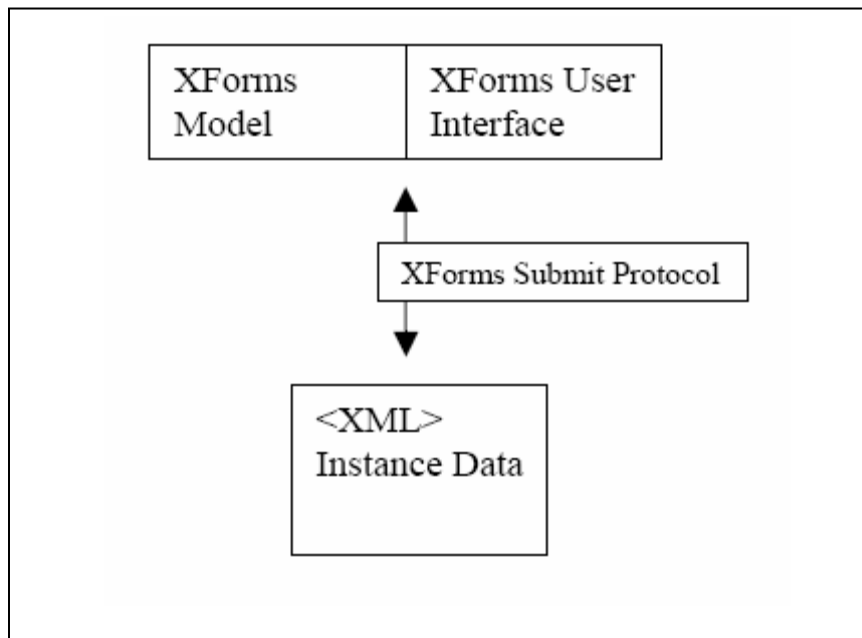 XForms
Model
XForms User
Interface
XForms Submit Protocol
<XML>
Instance Data